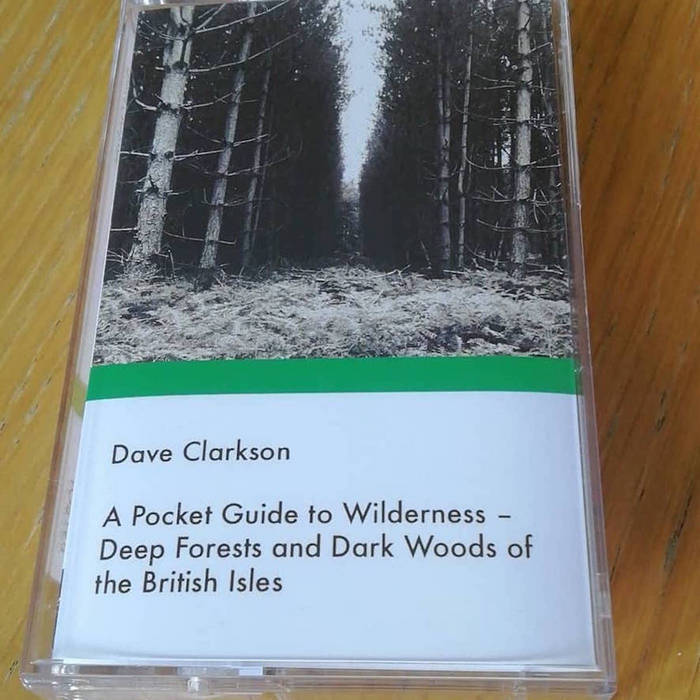 Dave Clarkson
A Pocket Guide to Wilderness –
Deep Forests and Dark Woods of
the British Isles